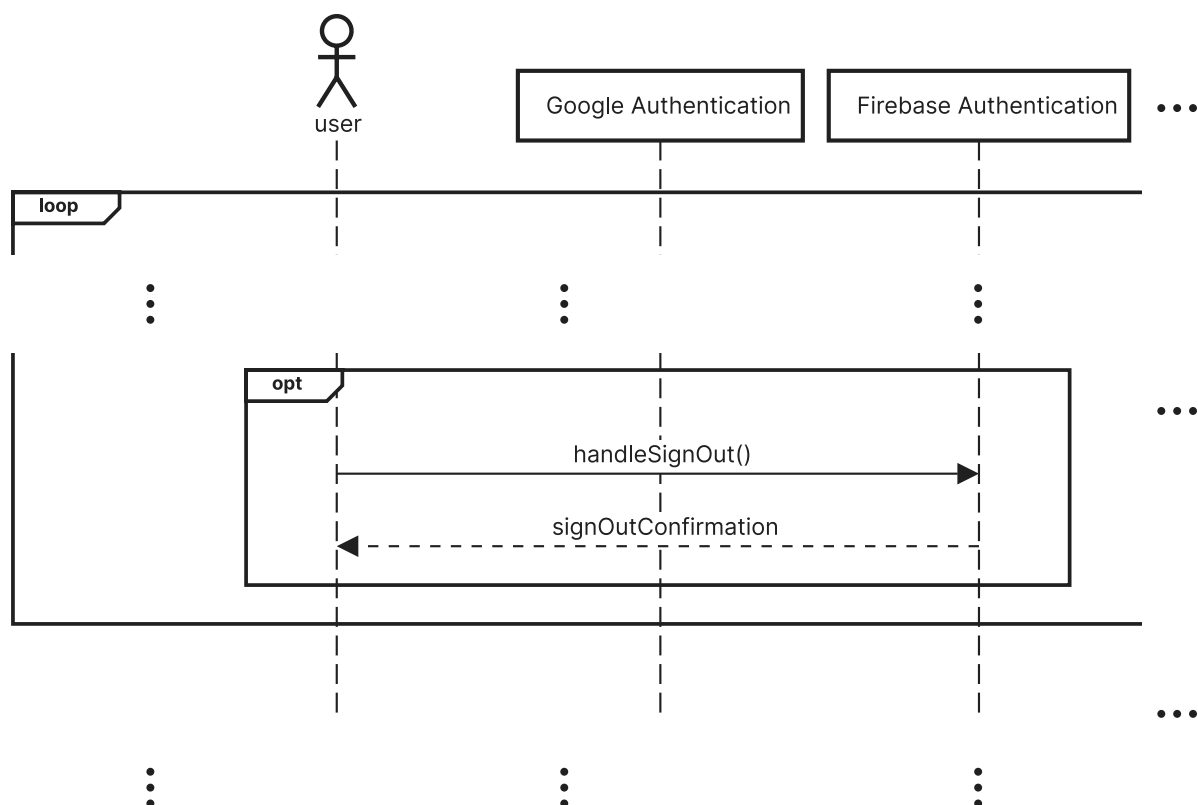 user
Google Authentication
Firebase Authentication
loop
opt
handleSignOut()
signOutConfirmation